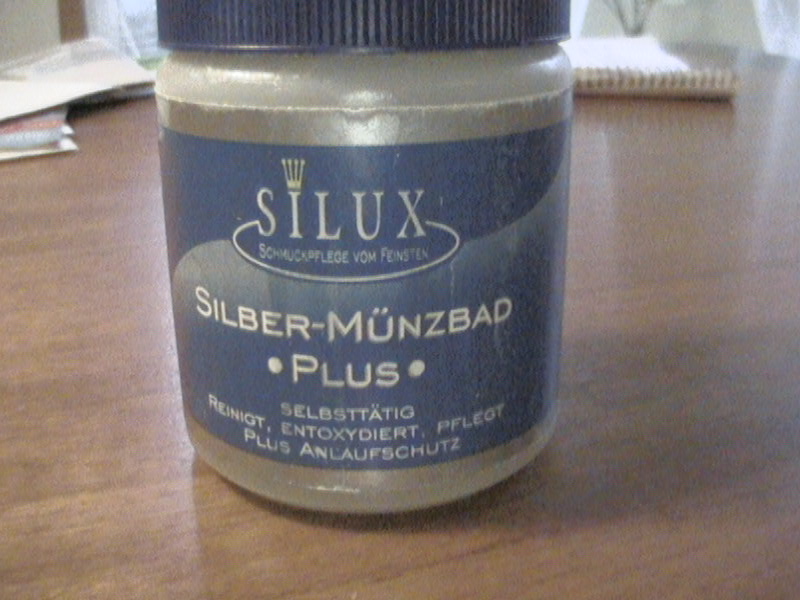 SILUX
SCHMUCKPFLEGE VOM FEINSTEN
SILBER-MÜNZBAD
• PLUS •
SELBSTTÄTIG
REINIGT, ENTOXYDIERT, PFLEGT
PLUS ANLAUFSCHUTZ